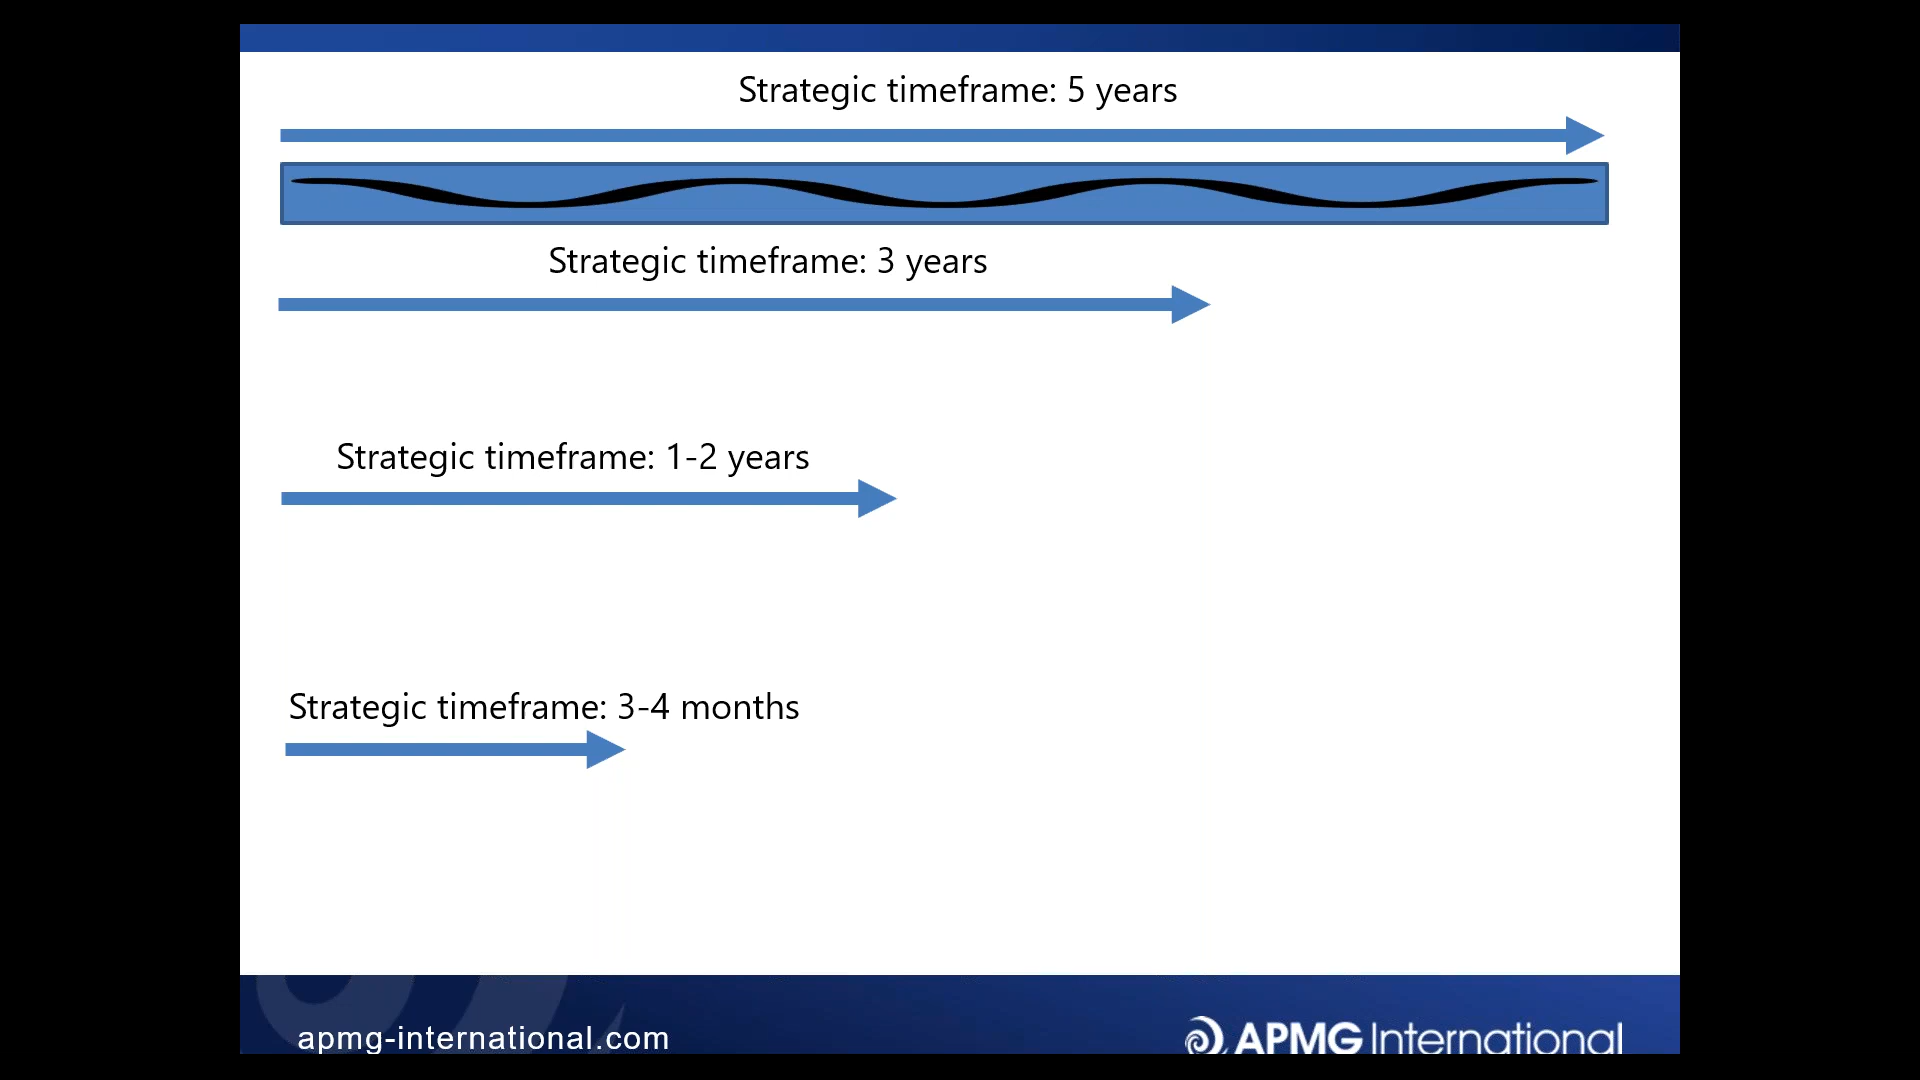 Strategic timeframe: 5 years
Strategic timeframe: 3 years
Strategic timeframe: 1-2 years
Strategic timeframe: 3-4 months
apmg-international.com
APMG International